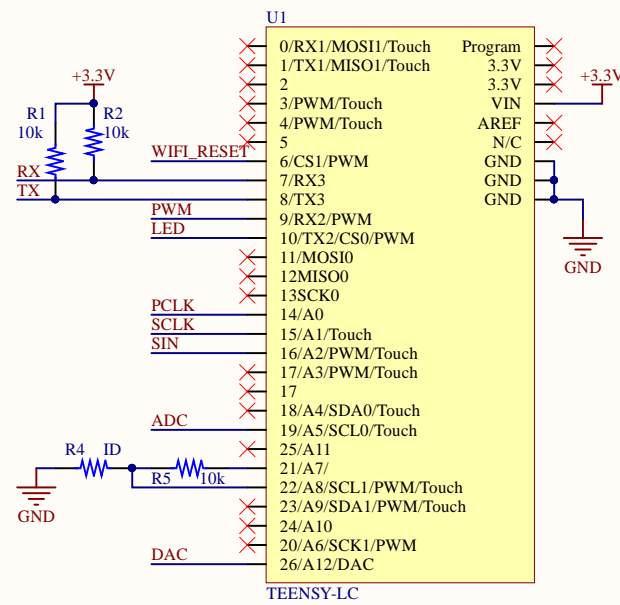 U1
0/RX1/MOSI1/Touch Program
1/TX1/MISO1/Touch 3.3V
+3.3V 2 3.3V +3.3V
R1 R2 3/PWM/Touch VIN
10k 10k 4/PWM/Touch AREF
5 N/C
WIFI_RESET 6/CS1/PWM GND
RX 7/RX3 GND
TX 8/TX3 GND
PWM 9/RX2/PWM
LED 10/TX2/CS0/PWM
11/MOSI0 GND
12MISO0
13SCK0
PCLK 14/A0
SCLK 15/A1/Touch
SIN 16/A2/PWM/Touch
17/A3/PWM/Touch
17
18/A4/SDA0/Touch
ADC 19/A5/SCL0/Touch
R4 ID 25/A11
21/A7/
R5 10k 22/A8/SCL1/PWM/Touch
GND 23/A9/SDA1/PWM/Touch
24/A10
20/A6/SCK1/PWM
DAC 26/A12/DAC
TEENSY-LC